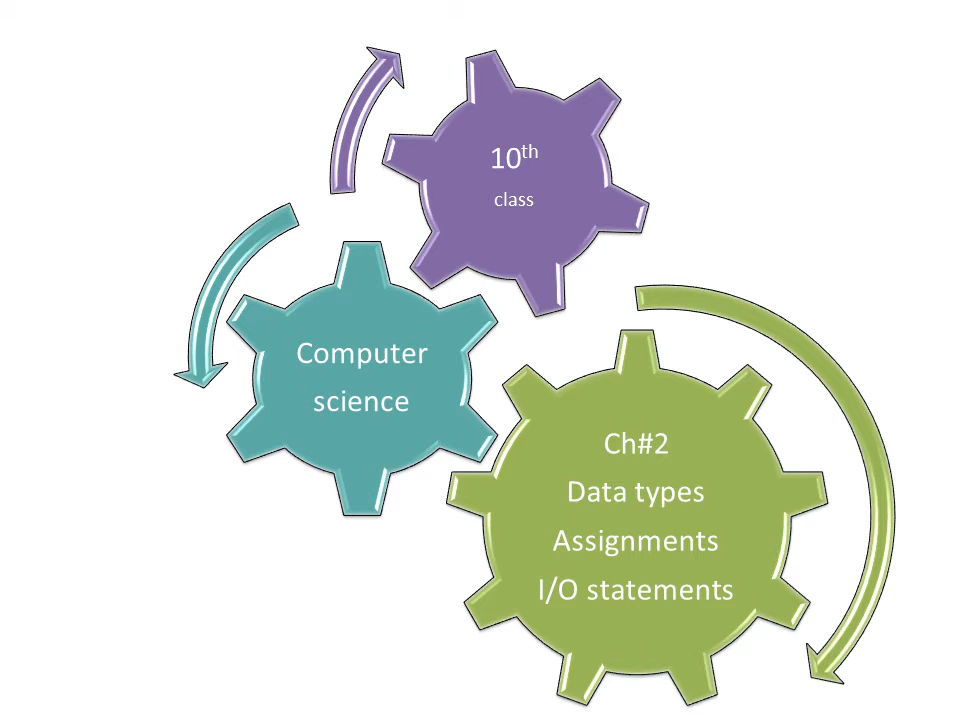 10th
class
Computer
science
Ch#2
Data types
Assignments
I/O statements